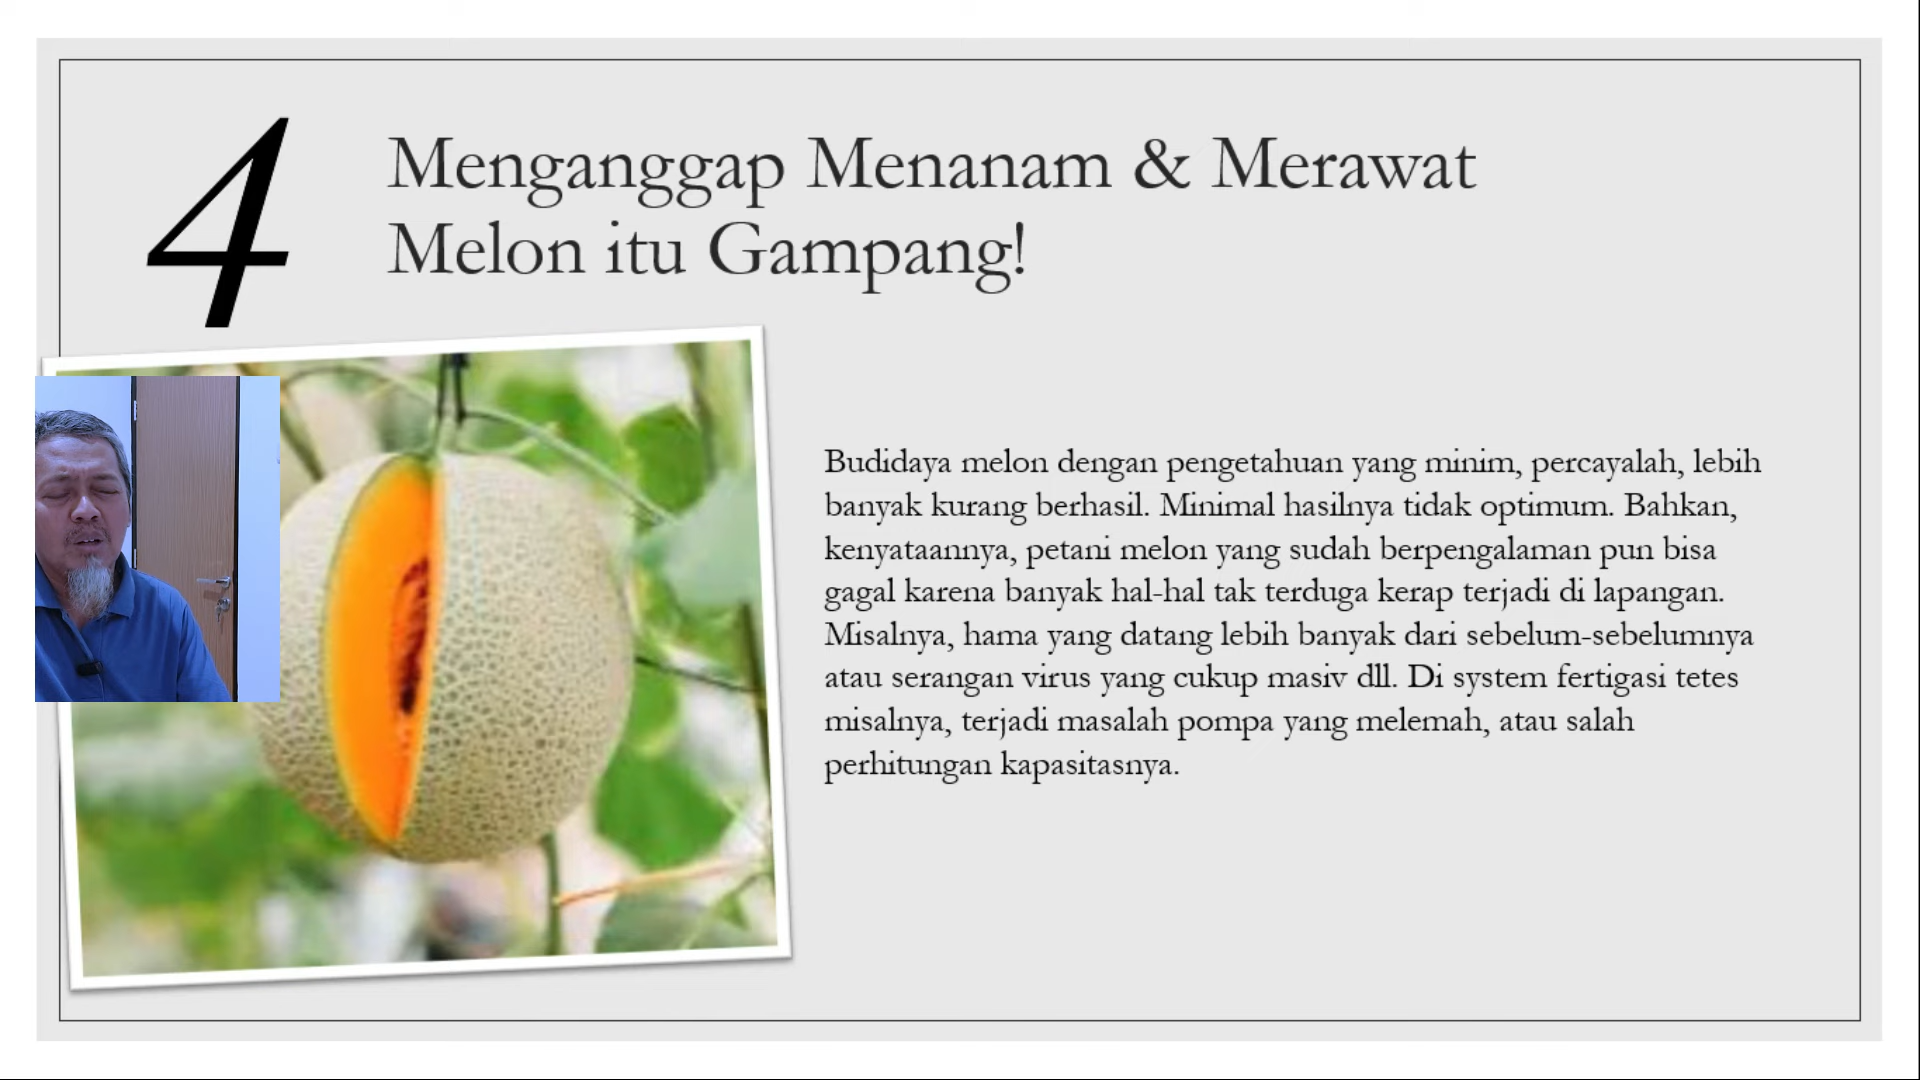 4
Menganggap Menanam & Merawat
Melon itu Gampang!
Budidaya melon dengan pengetahuan yang minim, percayalah, lebih
banyak kurang berhasil. Minimal hasilnya tidak optimum. Bahkan,
kenyataannya, petani melon yang sudah berpengalaman pun bisa
gagal karena banyak hal-hal tak terduga kerap terjadi di lapangan.
Misalnya, hama yang datang lebih banyak dari sebelum-sebelumnya
atau serangan virus yang cukup masiv dll. Di system fertigasi tetes
misalnya, terjadi masalah pompa yang melemah, atau salah
perhitungan kapasitasnya.